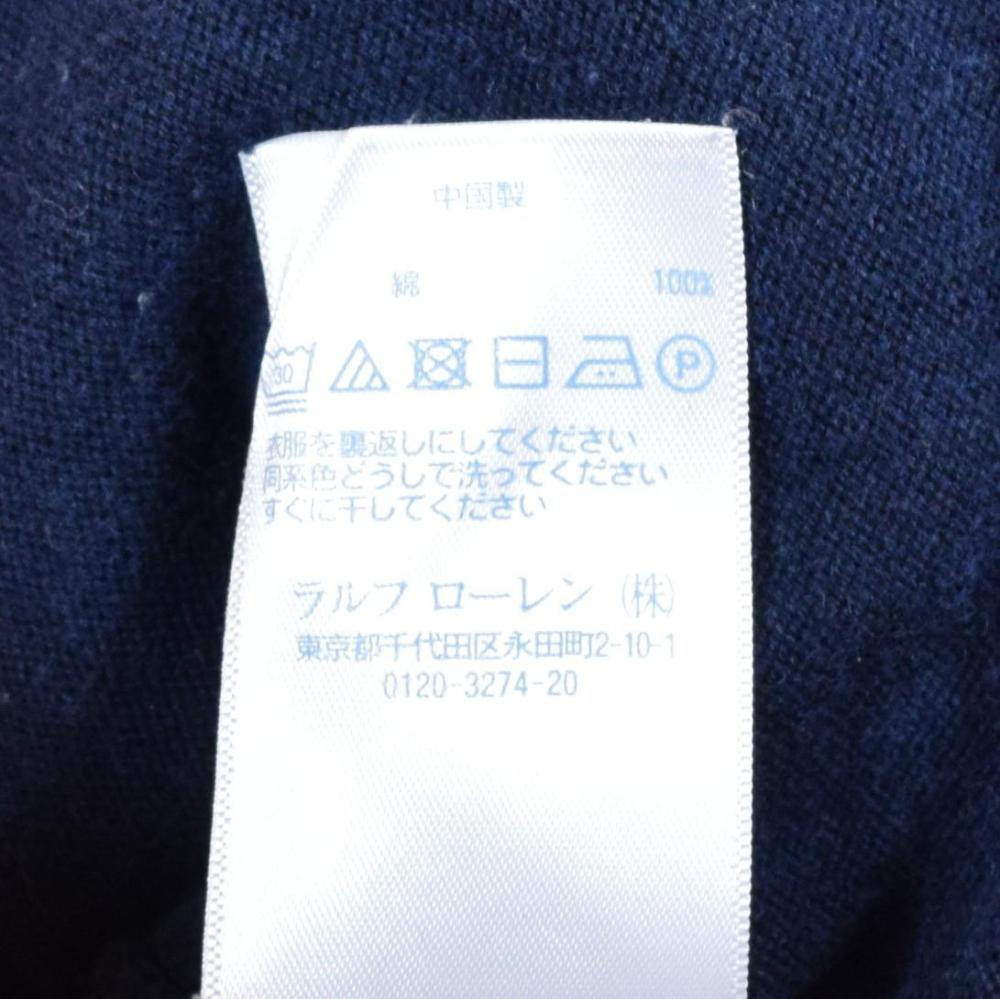 中国製
綿 100%
30 P
衣服を裏返しにしてください
同系色どうしで洗ってください
すぐに干してください
ラルフ ローレン (株)
東京都千代田区永田町2-10-1
0120-3274-20